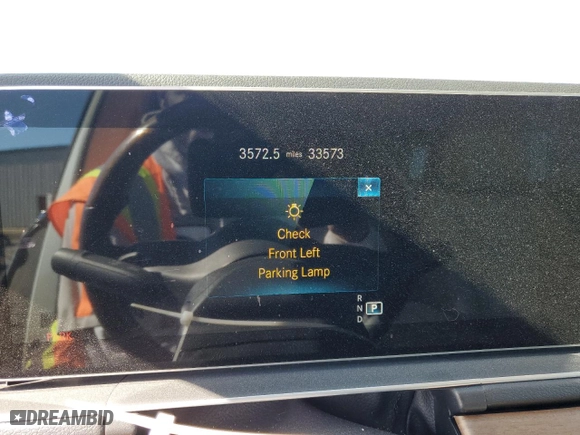 3572.5 miles 33573
×
Check
Front Left
Parking Lamp
R
N P
D
DREAMBID